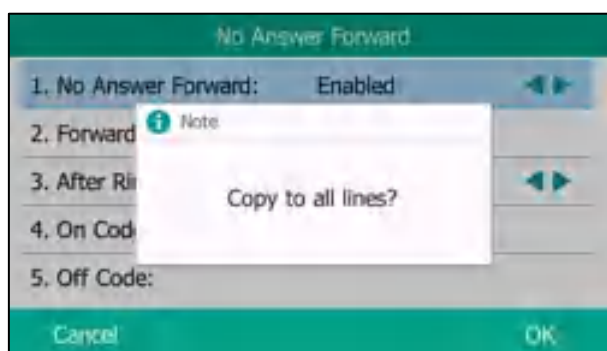 No Answer Forward
1. No Answer Forward: Enabled
Note
2. Forward
3. After Ri
Copy to all lines?
4. On Cod
5. Off Code:
Cancel OK